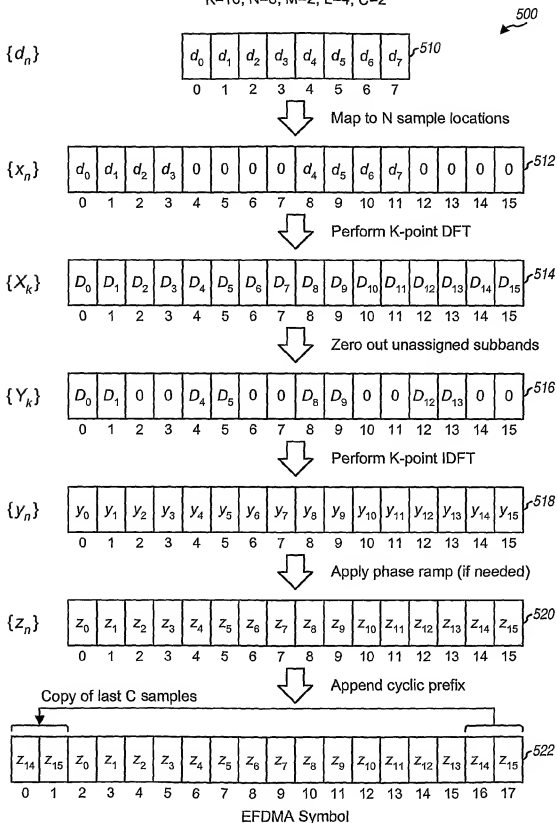 K=16, N=8, M=2, L=4, C=2
500
{dₙ} d₀ d₁ d₂ d₃ d₄ d₅ d₆ d₇ 510
0 1 2 3 4 5 6 7
Map to N sample locations
{xₙ} d₀ d₁ d₂ d₃ 0 0 0 0 d₄ d₅ d₆ d₇ 0 0 0 0 512
0 1 2 3 4 5 6 7 8 9 10 11 12 13 14 15
Perform K-point DFT
{Xₖ} D₀ D₁ D₂ D₃ D₄ D₅ D₆ D₇ D₈ D₉ D₁₀ D₁₁ D₁₂ D₁₃ D₁₄ D₁₅ 514
0 1 2 3 4 5 6 7 8 9 10 11 12 13 14 15
Zero out unassigned subbands
{Yₖ} D₀ D₁ 0 0 D₄ D₅ 0 0 D₈ D₉ 0 0 D₁₂ D₁₃ 0 0 516
0 1 2 3 4 5 6 7 8 9 10 11 12 13 14 15
Perform K-point IDFT
{yₙ} y₀ y₁ y₂ y₃ y₄ y₅ y₆ y₇ y₈ y₉ y₁₀ y₁₁ y₁₂ y₁₃ y₁₄ y₁₅ 518
0 1 2 3 4 5 6 7 8 9 10 11 12 13 14 15
Apply phase ramp (if needed)
{zₙ} z₀ z₁ z₂ z₃ z₄ z₅ z₆ z₇ z₈ z₉ z₁₀ z₁₁ z₁₂ z₁₃ z₁₄ z₁₅ 520
0 1 2 3 4 5 6 7 8 9 10 11 12 13 14 15
Append cyclic prefix
Copy of last C samples
z₁₄ z₁₅ z₀ z₁ z₂ z₃ z₄ z₅ z₆ z₇ z₈ z₉ z₁₀ z₁₁ z₁₂ z₁₃ z₁₄ z₁₅ 522
0 1 2 3 4 5 6 7 8 9 10 11 12 13 14 15 16 17
EFDMA Symbol